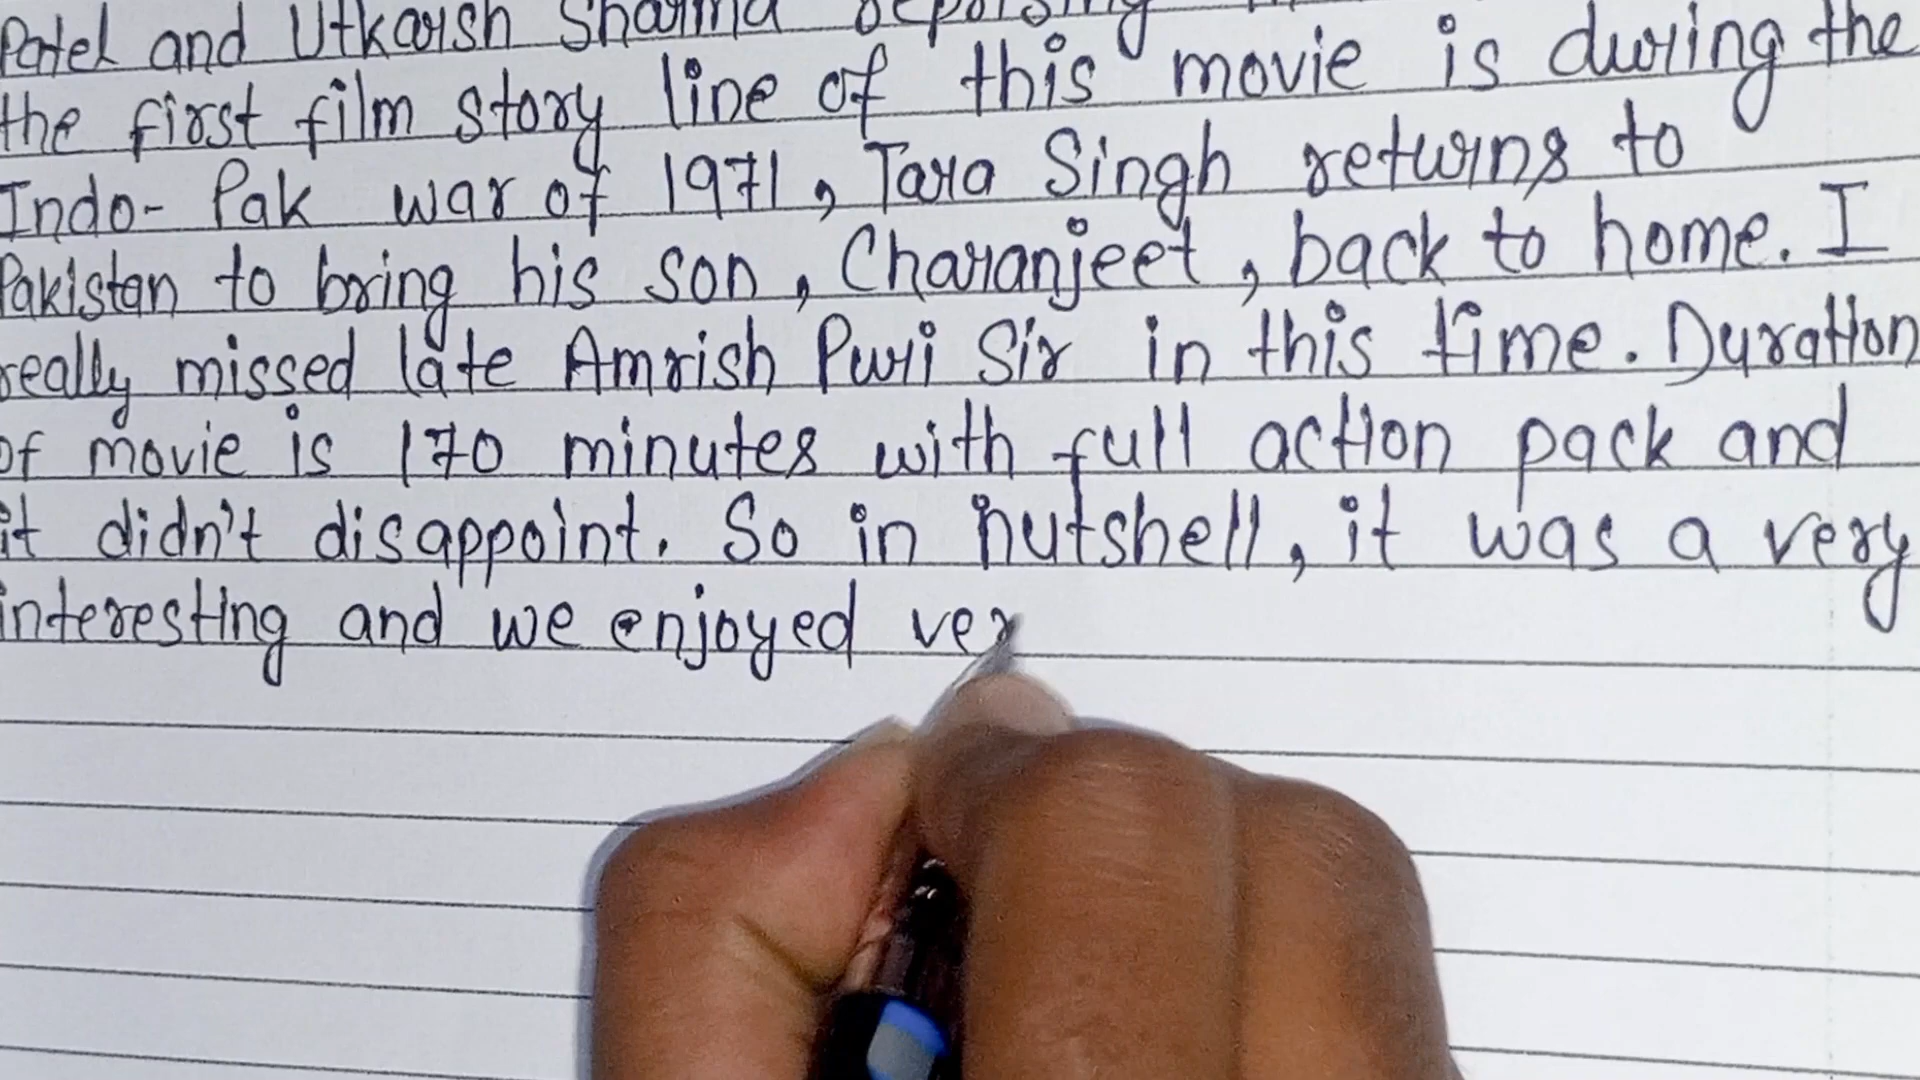 Patel and Utkarsh Sharma
the first film story line of this movie is during the
Indo- Pak war of 1971, Tara Singh returns to
Pakistan to bring his son, Charanjeet, back to home. I
really missed late Amrish Puri Sir in this time. Duration
of movie is 170 minutes with full action pack and
it didn't disappoint. So in nutshell, it was a very
interesting and we enjoyed ver